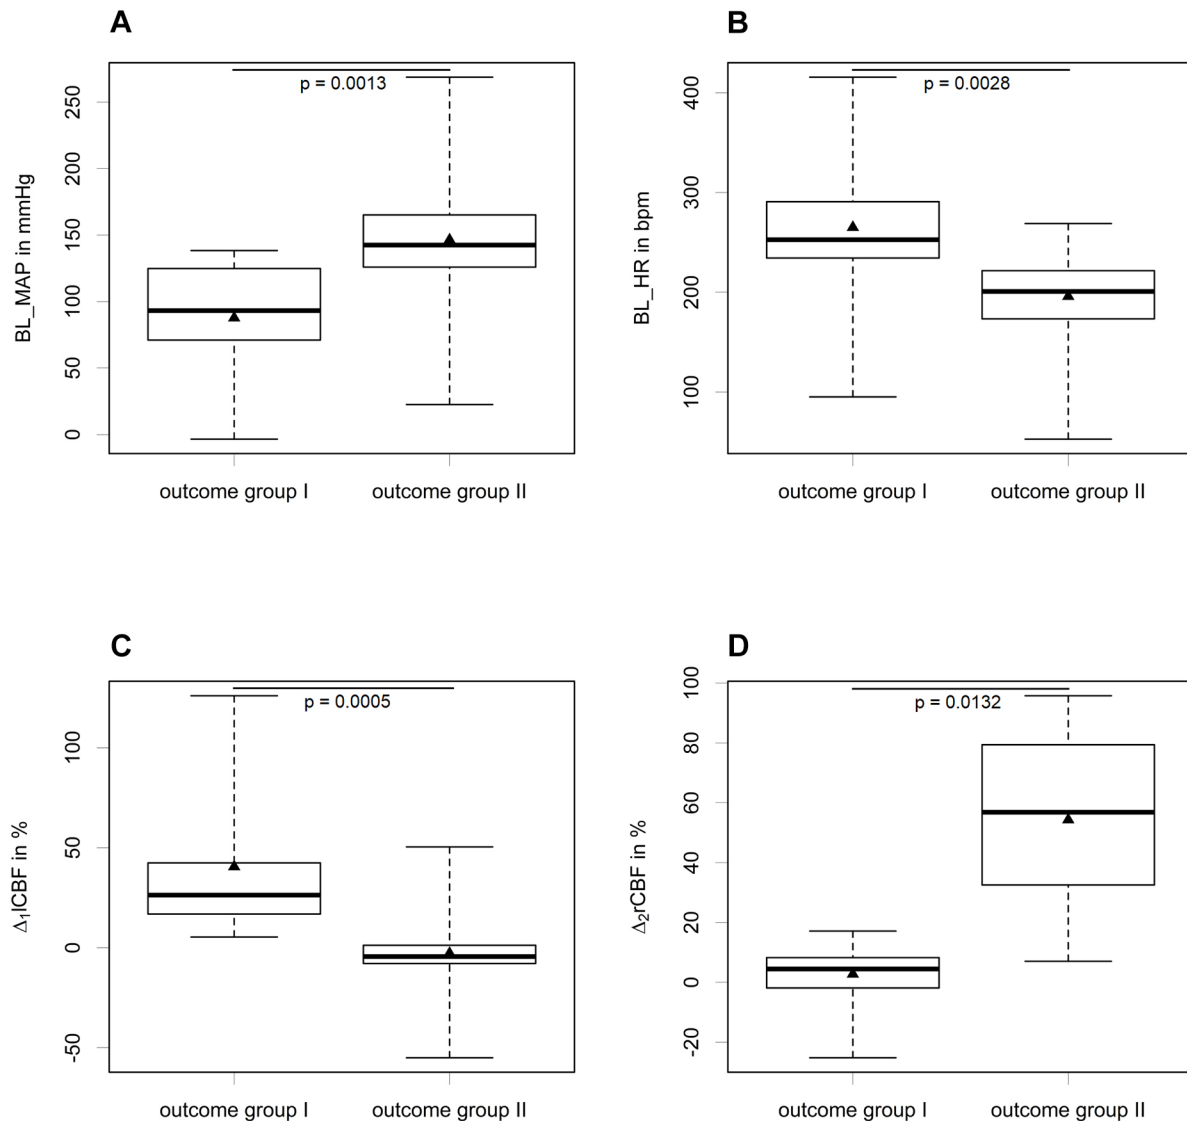 A
BL_MAP in mmHg
250
200
150
100
50
0
p = 0.0013
outcome group I
outcome group II
B
BL_HR in bpm
400
300
200
100
p = 0.0028
outcome group I
outcome group II
C
Δ₁lCBF in %
100
50
0
-50
p = 0.0005
outcome group I
outcome group II
D
Δ₂rCBF in %
100
80
60
40
20
0
-20
p = 0.0132
outcome group I
outcome group II